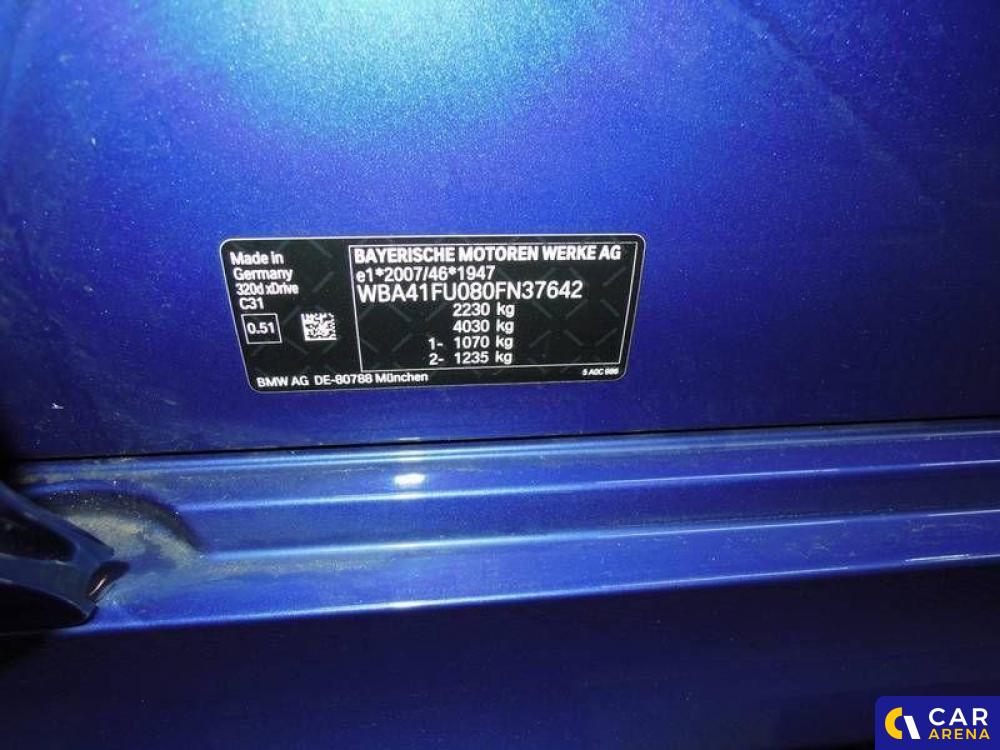 Made in
Germany
320d xDrive
C31
0.51
BAYERISCHE MOTOREN WERKE AG
e1*2007/46*1947
WBA41FU080FN37642
2230 kg
4030 kg
1- 1070 kg
2- 1235 kg
BMW AG DE-80788 München
CAR
ARENA